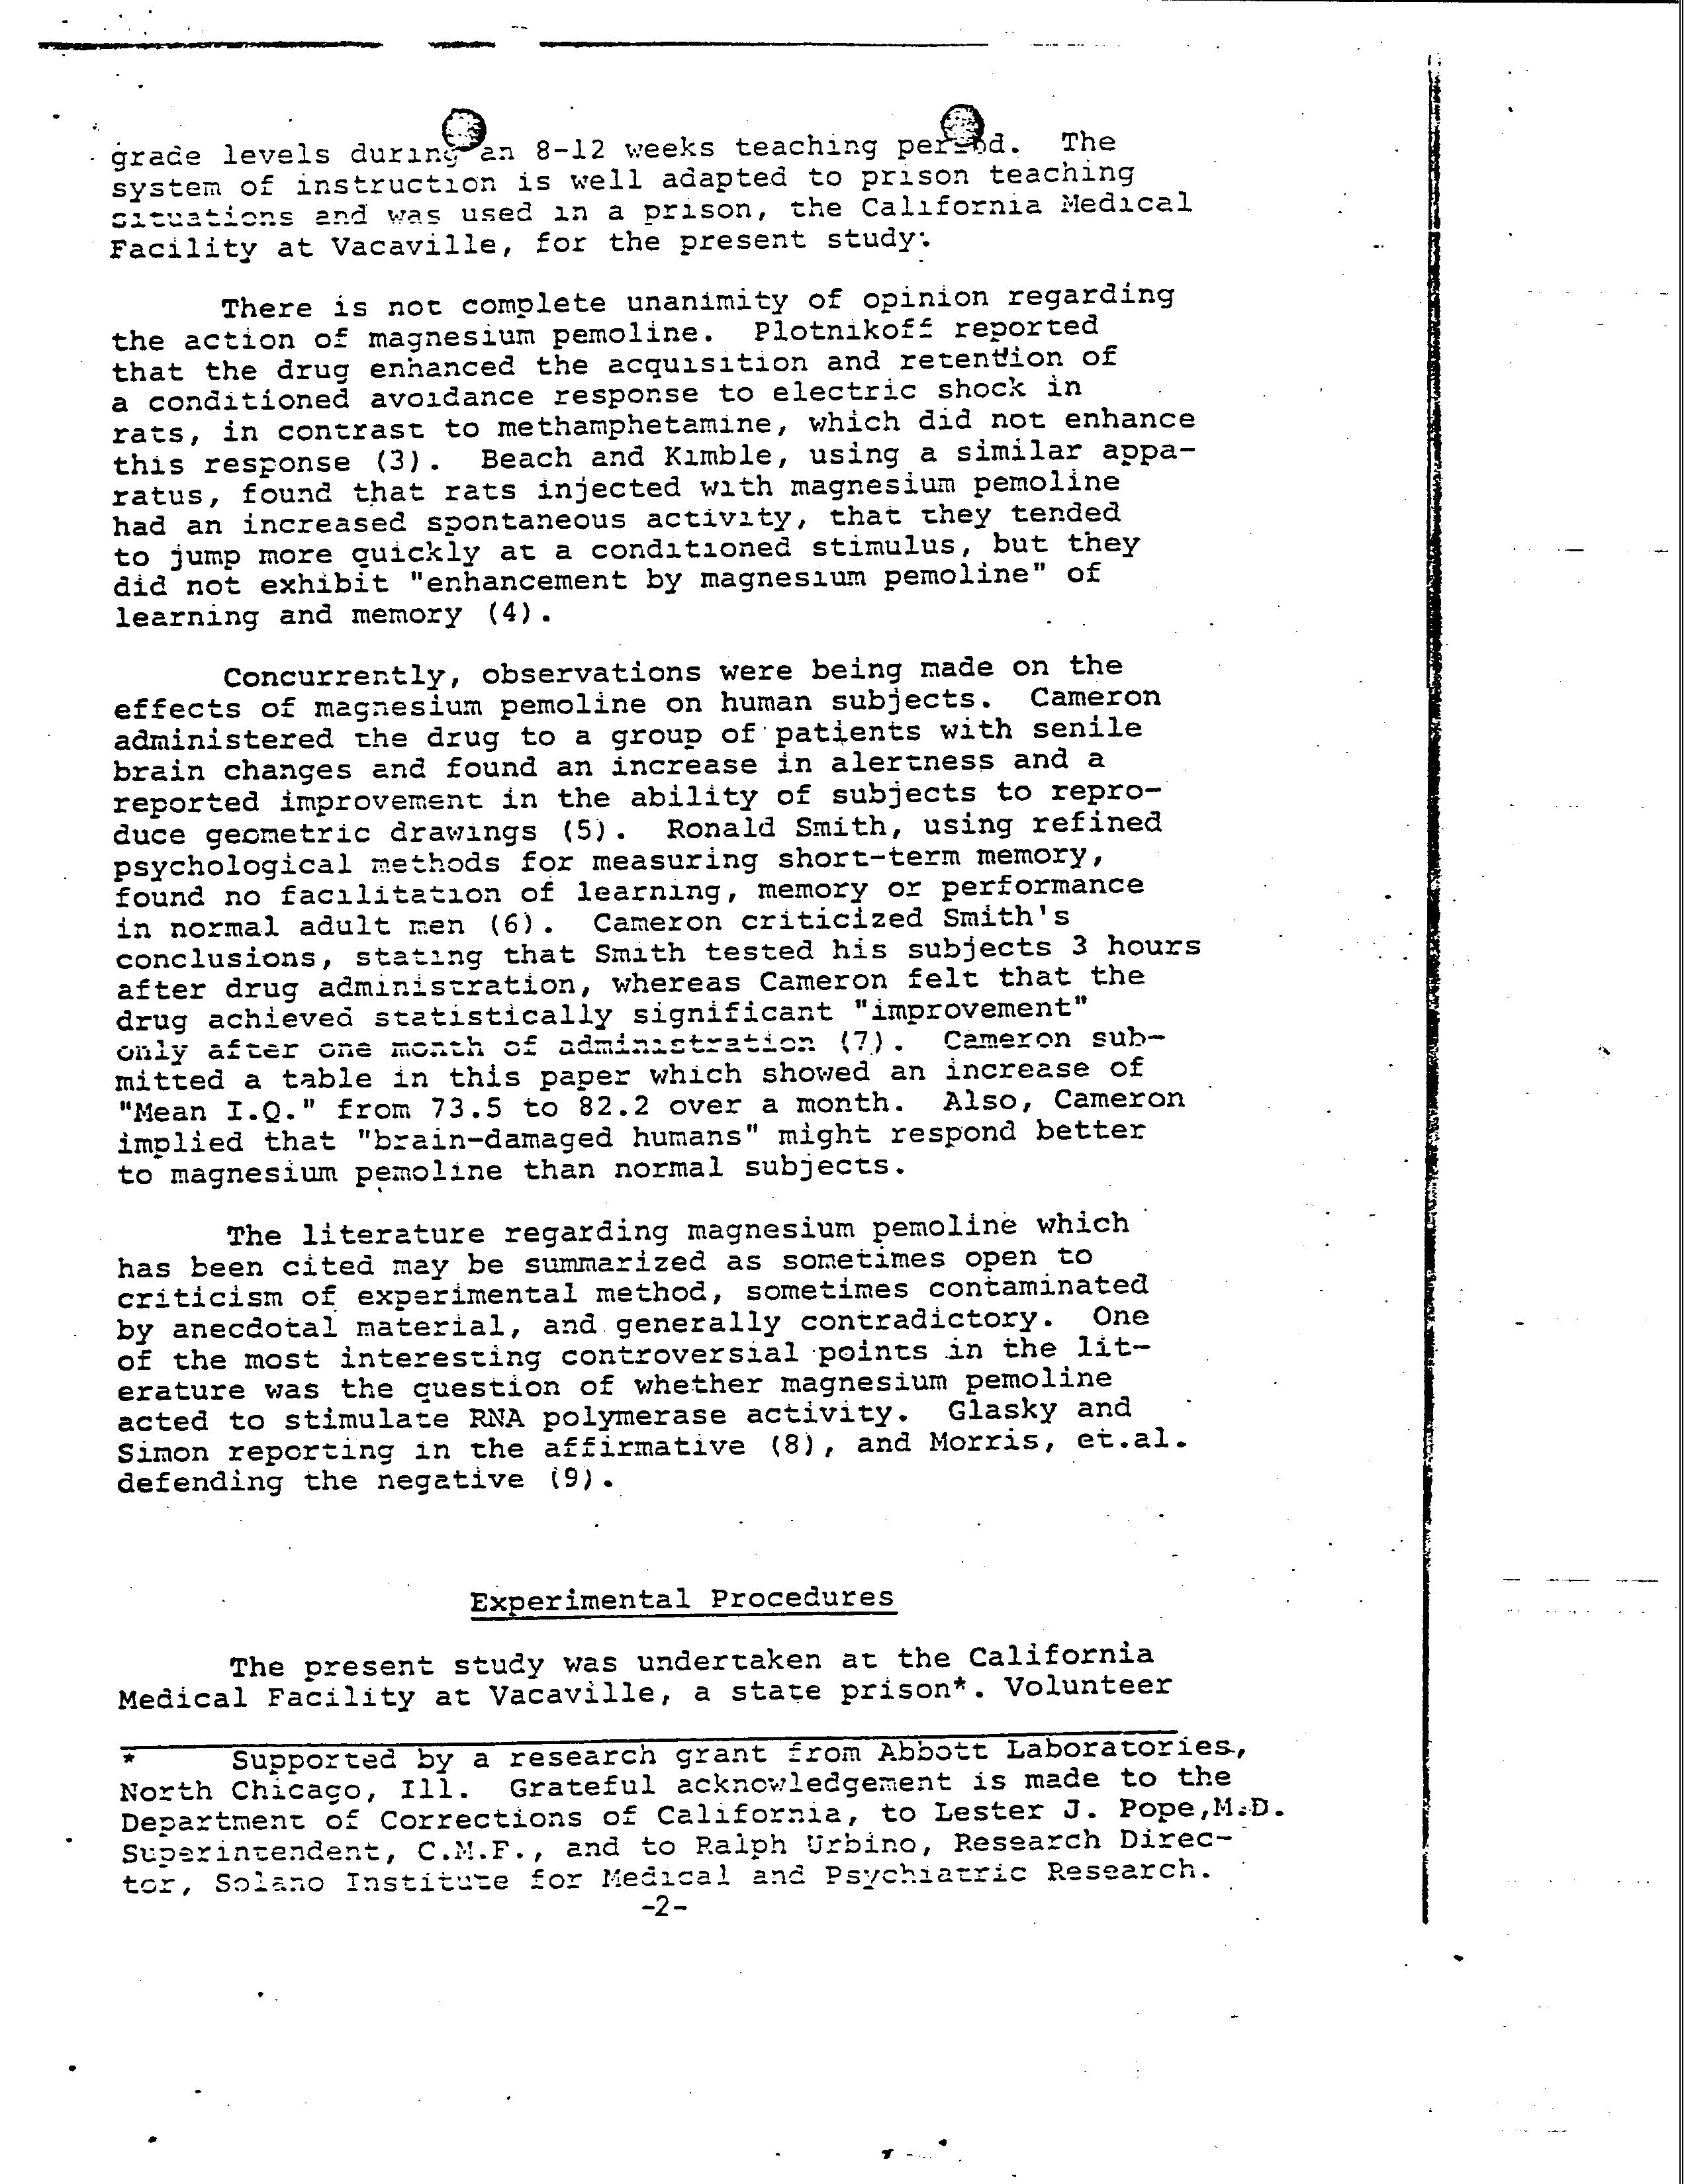 grade levels during an 8-12 weeks teaching period. The
system of instruction is well adapted to prison teaching
situations and was used in a prison, the California Medical
Facility at Vacaville, for the present study.
There is not complete unanimity of opinion regarding
the action of magnesium pemoline. Plotnikoff reported
that the drug enhanced the acquisition and retention of
a conditioned avoidance response to electric shock in
rats, in contrast to methamphetamine, which did not enhance
this response (3). Beach and Kimble, using a similar appa-
ratus, found that rats injected with magnesium pemoline
had an increased spontaneous activity, that they tended
to jump more quickly at a conditioned stimulus, but they
did not exhibit "enhancement by magnesium pemoline" of
learning and memory (4).
Concurrently, observations were being made on the
effects of magnesium pemoline on human subjects. Cameron
administered the drug to a group of patients with senile
brain changes and found an increase in alertness and a
reported improvement in the ability of subjects to repro-
duce geometric drawings (5). Ronald Smith, using refined
psychological methods for measuring short-term memory,
found no facilitation of learning, memory or performance
in normal adult men (6). Cameron criticized Smith's
conclusions, stating that Smith tested his subjects 3 hours
after drug administration, whereas Cameron felt that the
drug achieved statistically significant "improvement"
only after one month of administration (7). Cameron sub-
mitted a table in this paper which showed an increase of
"Mean I.Q." from 73.5 to 82.2 over a month. Also, Cameron
implied that "brain-damaged humans" might respond better
to magnesium pemoline than normal subjects.
The literature regarding magnesium pemoline which
has been cited may be summarized as sometimes open to
criticism of experimental method, sometimes contaminated
by anecdotal material, and generally contradictory. One
of the most interesting controversial points in the lit-
erature was the question of whether magnesium pemoline
acted to stimulate RNA polymerase activity. Glasky and
Simon reporting in the affirmative (8), and Morris, et.al.
defending the negative (9).
Experimental Procedures
The present study was undertaken at the California
Medical Facility at Vacaville, a state prison*. Volunteer
* Supported by a research grant from Abbott Laboratories,
North Chicago, Ill. Grateful acknowledgement is made to the
Department of Corrections of California, to Lester J. Pope,M.D.
Superintendent, C.M.F., and to Ralph Urbino, Research Direc-
tor, Solano Institute for Medical and Psychiatric Research.
-2-